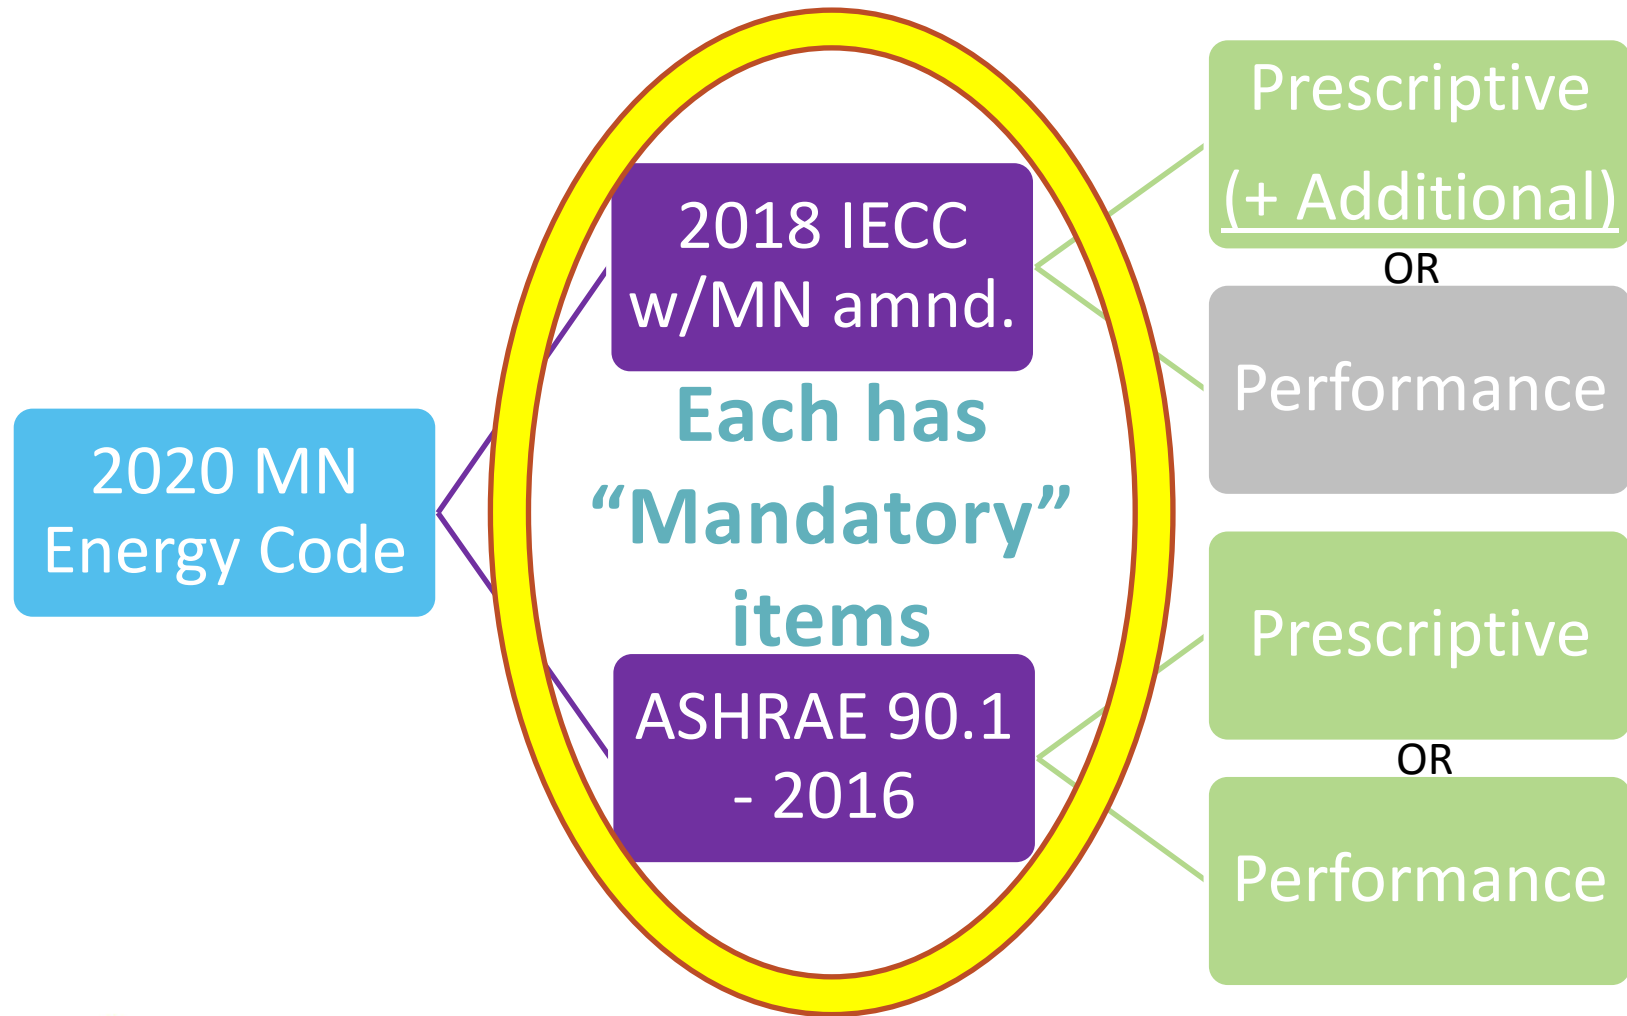 2020 MN
Energy Code
2018 IECC
w/MN amnd.
Each has
“Mandatory”
items
ASHRAE 90.1
- 2016
Prescriptive
(+ Additional)
OR
Performance
Prescriptive
OR
Performance